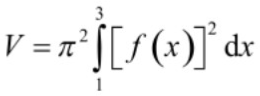 V = π² ∫₁³ [f(x)]² dx